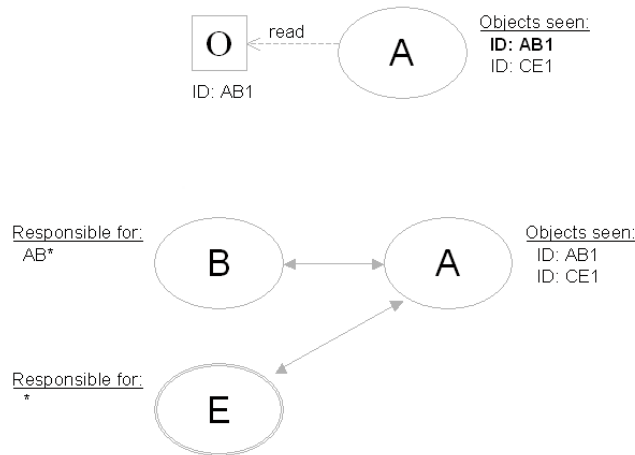 O
read
A
Objects seen:
ID: AB1
ID: CE1
ID: AB1
Responsible for:
AB*
B
A
Objects seen:
ID: AB1
ID: CE1
Responsible for:
*
E